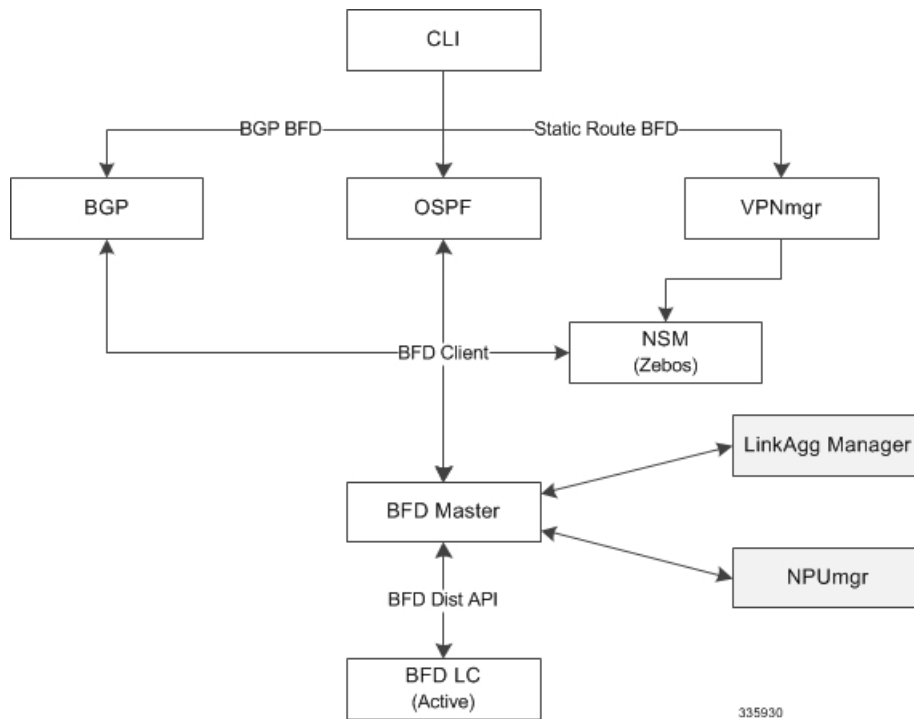 CLI
BGP BFD
Static Route BFD
BGP
OSPF
VPNmgr
NSM
(Zebos)
BFD Client
LinkAgg Manager
BFD Master
NPUmgr
BFD Dist API
BFD LC
(Active)
335930